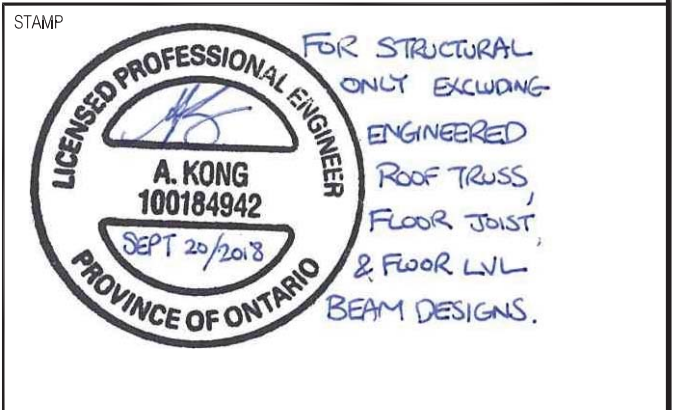 STAMP
LICENSED PROFESSIONAL ENGINEER
A. KONG
100184942
SEPT 20/2018
PROVINCE OF ONTARIO
FOR STRUCTURAL
ONLY EXCLUDING
ENGINEERED
ROOF TRUSS,
FLOOR JOIST,
& FLOOR LVL
BEAM DESIGNS.